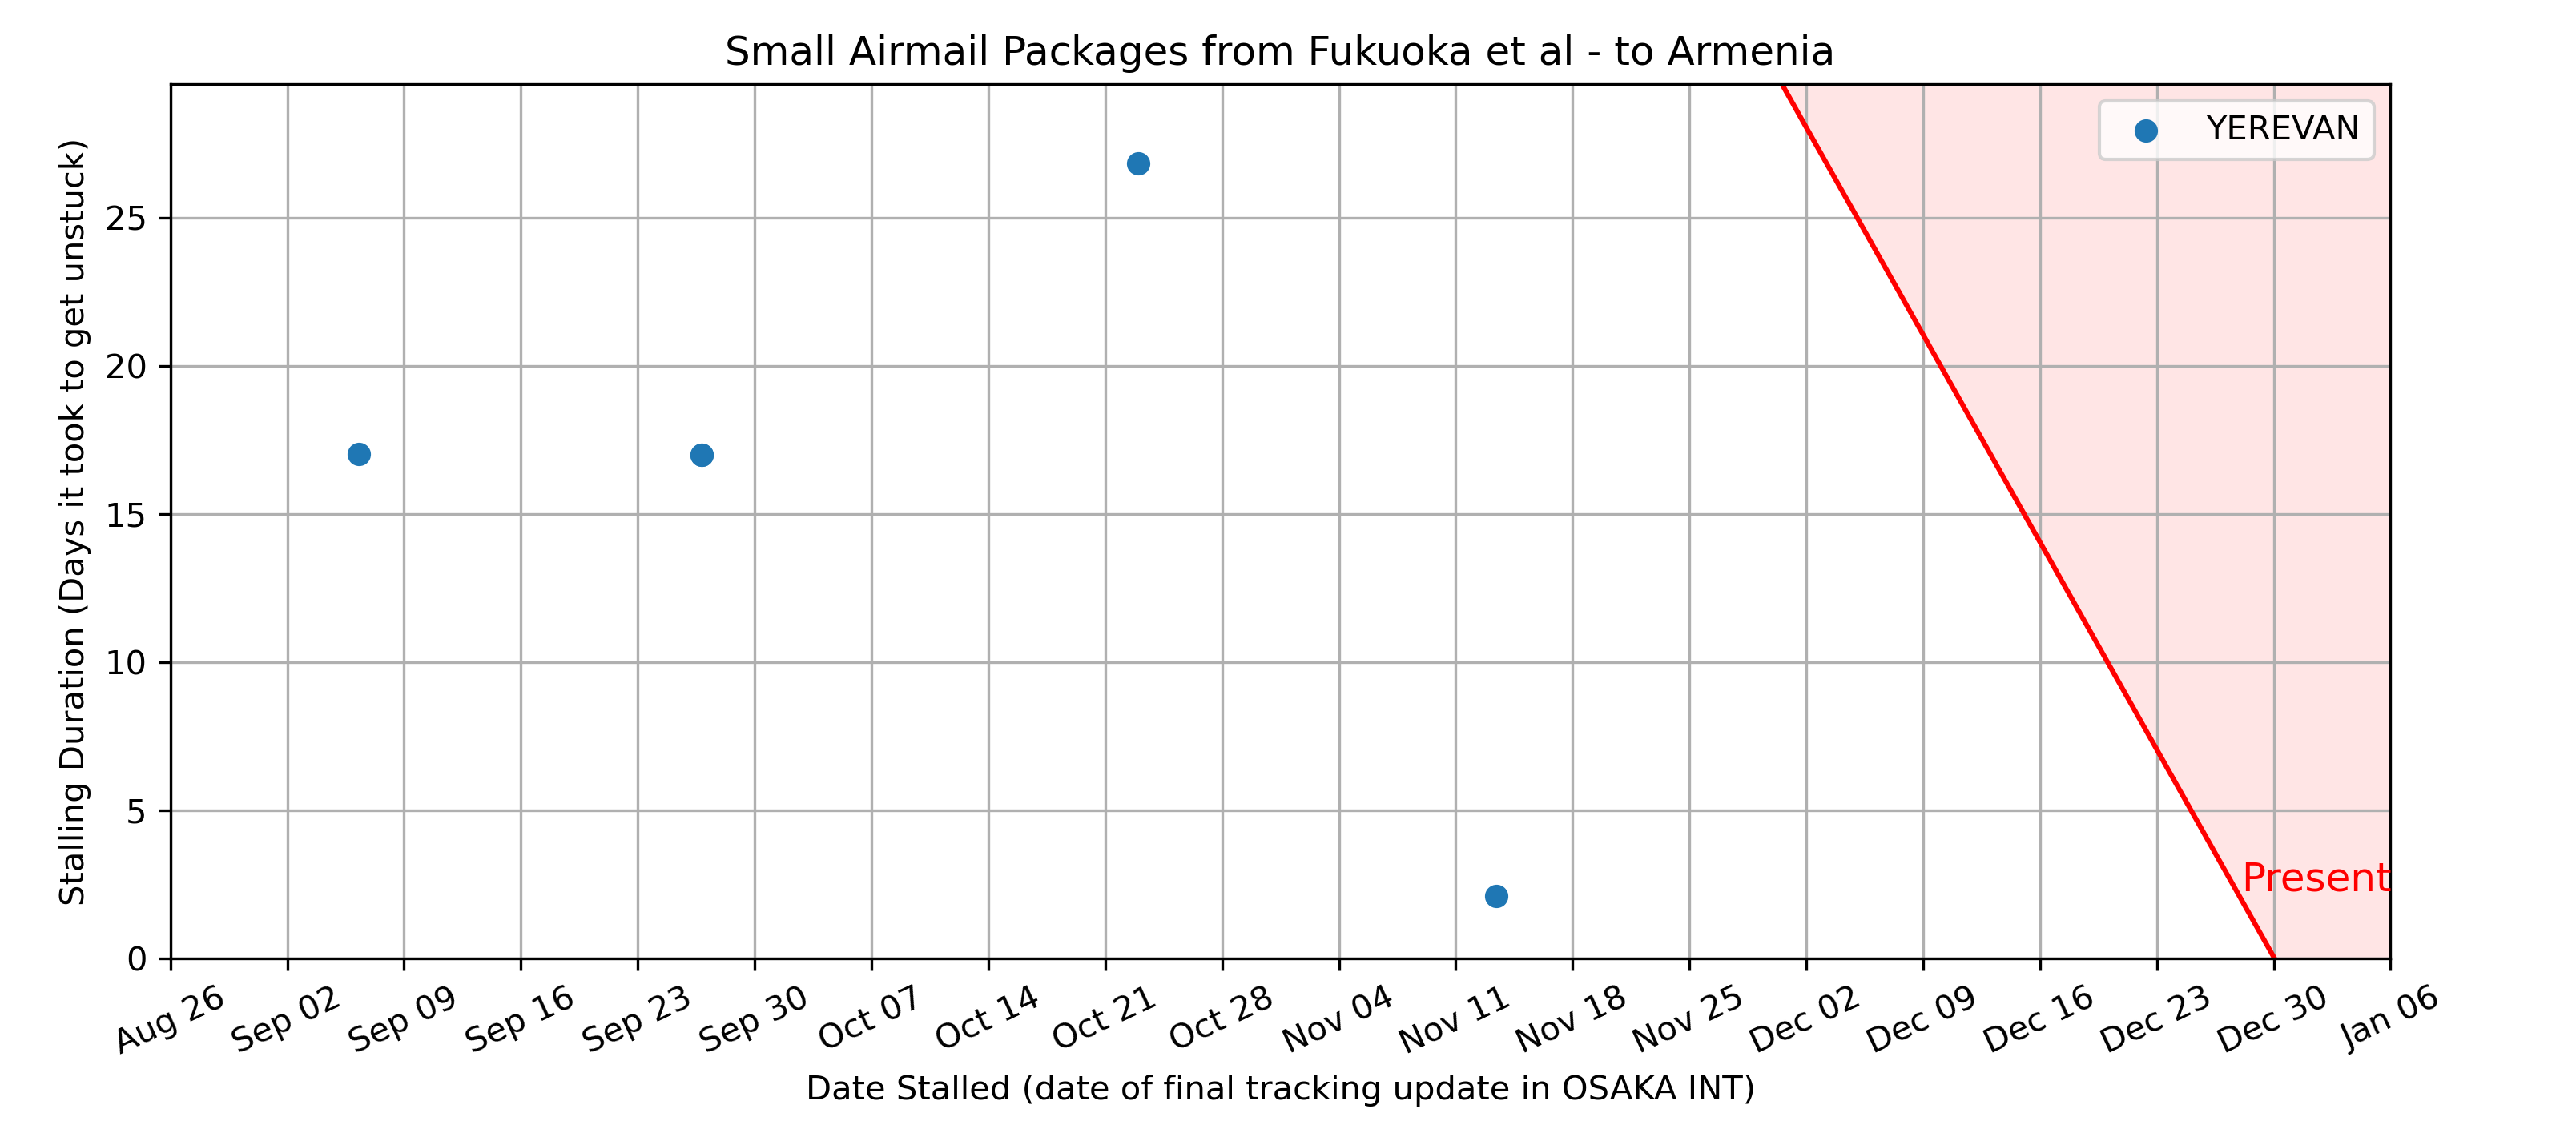 Small Airmail Packages from Fukuoka et al - to Armenia
YEREVAN
Stalling Duration (Days it took to get unstuck)
25
20
15
10
5
0
Present
Aug 26
Sep 02
Sep 09
Sep 16
Sep 23
Sep 30
Oct 07
Oct 14
Oct 21
Oct 28
Nov 04
Nov 11
Nov 18
Nov 25
Dec 02
Dec 09
Dec 16
Dec 23
Dec 30
Jan 06
Date Stalled (date of final tracking update in OSAKA INT)